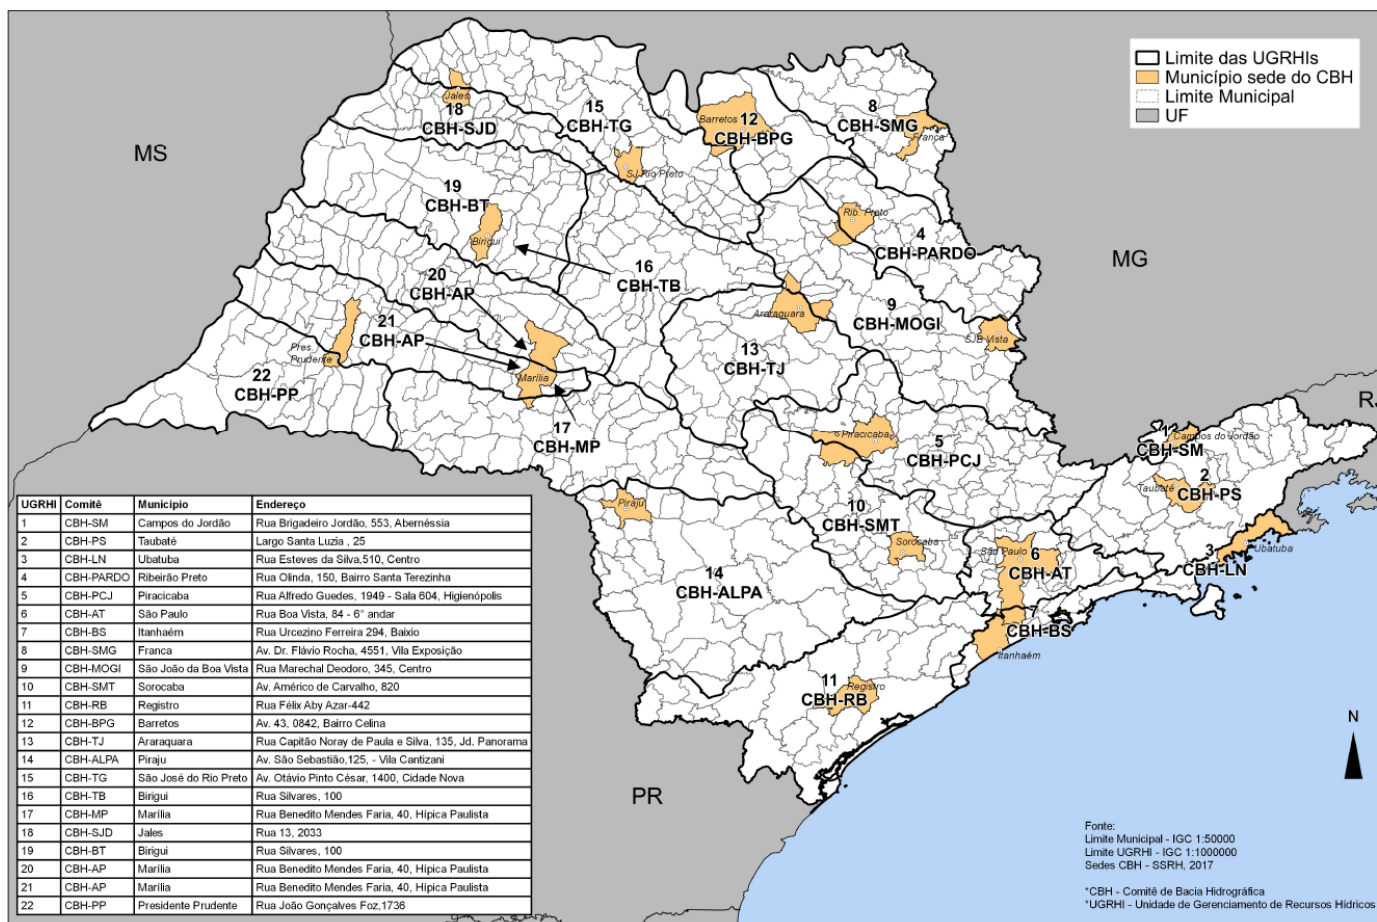 Limite das UGRHIs
Município sede do CBH
Limite Municipal
UF
MS
MG
RJ
PR
Jales
18
CBH-SJD
15
CBH-TG
SJ Rio Preto
Barretos
12
CBH-BPG
8
CBH-SMG
Franca
19
CBH-BT
Birigui
16
CBH-TB
Rib. Preto
4
CBH-PARDO
20
CBH-AP
21
CBH-AP
Pres.
Prudente
22
CBH-PP
Marília
17
CBH-MP
Araraquara
13
CBH-TJ
9
CBH-MOGI
SJB Vista
Piracicaba
5
CBH-PCJ
1
Campos do Jordão
CBH-SM
Taubaté
2
CBH-PS
3
Ubatuba
CBH-LN
Piraju
10
CBH-SMT
Sorocaba
14
CBH-ALPA
São Paulo
6
CBH-AT
7
CBH-BS
Itanhaém
11
CBH-RB
Registro
N
UGRHI Comitê Município Endereço
1 CBH-SM Campos do Jordão Rua Brigadeiro Jordão, 553, Abernéssia
2 CBH-PS Taubaté Largo Santa Luzia , 25
3 CBH-LN Ubatuba Rua Esteves da Silva,510, Centro
4 CBH-PARDO Ribeirão Preto Rua Olinda, 150, Bairro Santa Terezinha
5 CBH-PCJ Piracicaba Rua Alfredo Guedes, 1949 - Sala 604, Higienópolis
6 CBH-AT São Paulo Rua Boa Vista, 84 - 6° andar
7 CBH-BS Itanhaém Rua Urcezino Ferreira 294, Baixio
8 CBH-SMG Franca Av. Dr. Flávio Rocha, 4551, Vila Exposição
9 CBH-MOGI São João da Boa Vista Rua Marechal Deodoro, 345, Centro
10 CBH-SMT Sorocaba Av. Américo de Carvalho, 820
11 CBH-RB Registro Rua Félix Aby Azar-442
12 CBH-BPG Barretos Av. 43, 0842, Bairro Celina
13 CBH-TJ Araraquara Rua Capitão Noray de Paula e Silva, 135, Jd. Panorama
14 CBH-ALPA Piraju Av. São Sebastião,125, - Vila Cantizani
15 CBH-TG São José do Rio Preto Av. Otávio Pinto César, 1400, Cidade Nova
16 CBH-TB Birigui Rua Silvares, 100
17 CBH-MP Marília Rua Benedito Mendes Faria, 40, Hípica Paulista
18 CBH-SJD Jales Rua 13, 2033
19 CBH-BT Birigui Rua Silvares, 100
20 CBH-AP Marília Rua Benedito Mendes Faria, 40, Hípica Paulista
21 CBH-AP Marília Rua Benedito Mendes Faria, 40, Hípica Paulista
22 CBH-PP Presidente Prudente Rua João Gonçalves Foz,1736
Fonte:
Limite Municipal - IGC 1:50000
Limite UGRHI - IGC 1:1000000
Sedes CBH - SSRH, 2017
*CBH - Comitê de Bacia Hidrográfica
*UGRHI - Unidade de Gerenciamento de Recursos Hídricos